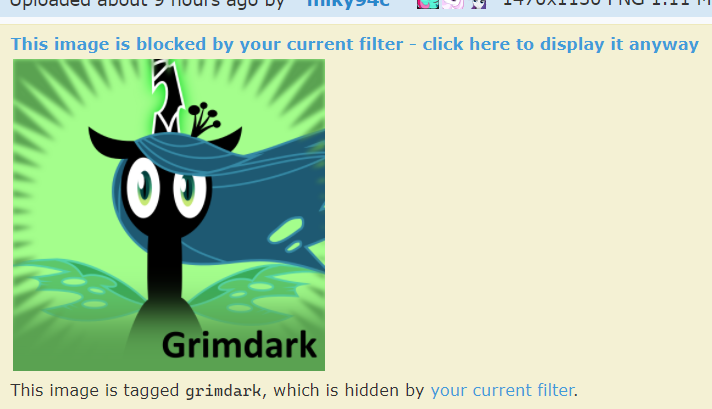 Uploaded about 9 hours ago by miky94c 1470x1130 PNG 1.11 M
This image is blocked by your current filter - click here to display it anyway
Grimdark
This image is tagged grimdark, which is hidden by your current filter.